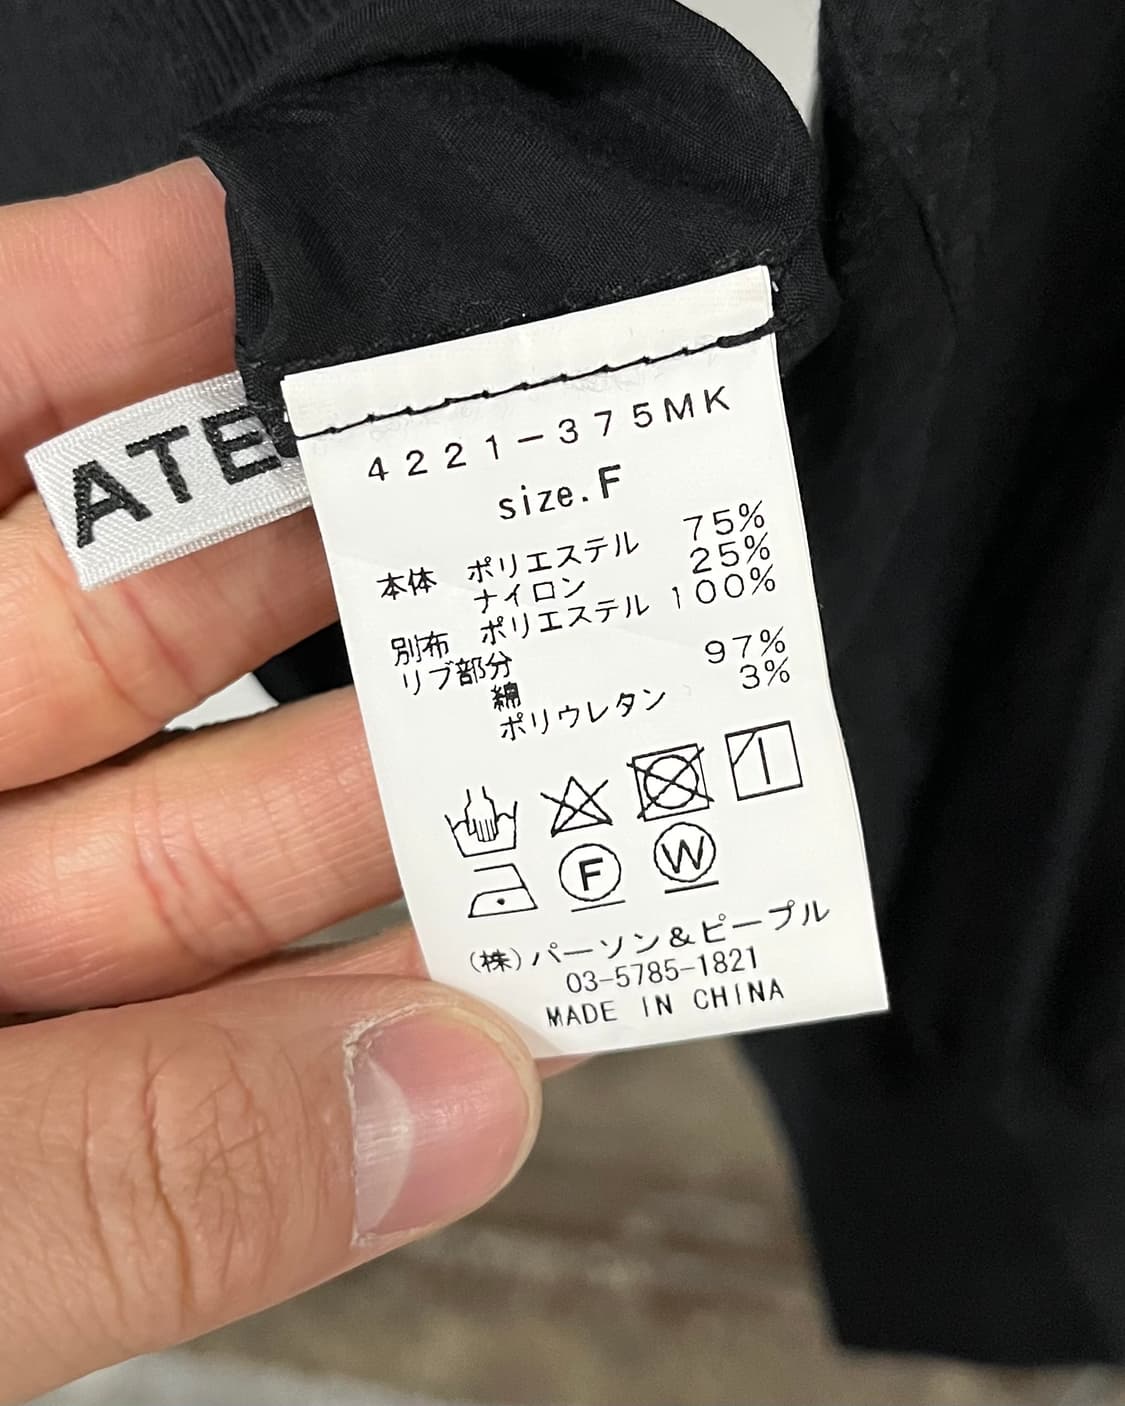 ATE
4221-375MK
size.F
本体 ポリエステル 75%
ナイロン 25%
別布 ポリエステル 100%
リブ部分
綿 97%
ポリウレタン 3%
F W
(株)パーソン&ピープル
03-5785-1821
MADE IN CHINA